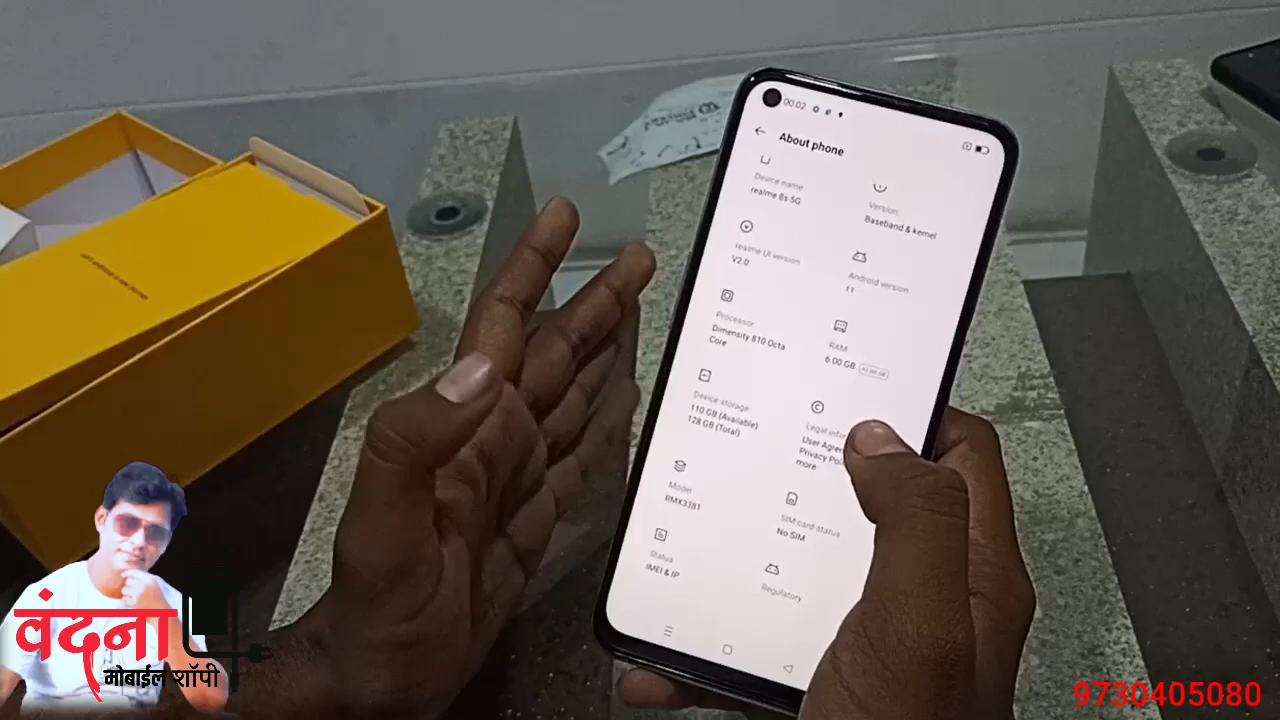 00:02
About phone
Device name
realme 8s 5G
Version
Baseband & kernel
realme UI version
V2.0
Android version
11
Processor
Dimensity 810 Octa
Core
RAM
6.00 GB
Device storage
110 GB (Available)
128 GB (Total)
Legal
User
Privacy
more
Model
RMX3381
SIM card status
No SIM
Status
IMEI & IP
Regulatory
वंदना
मोबाईल शॉपी
9730405080